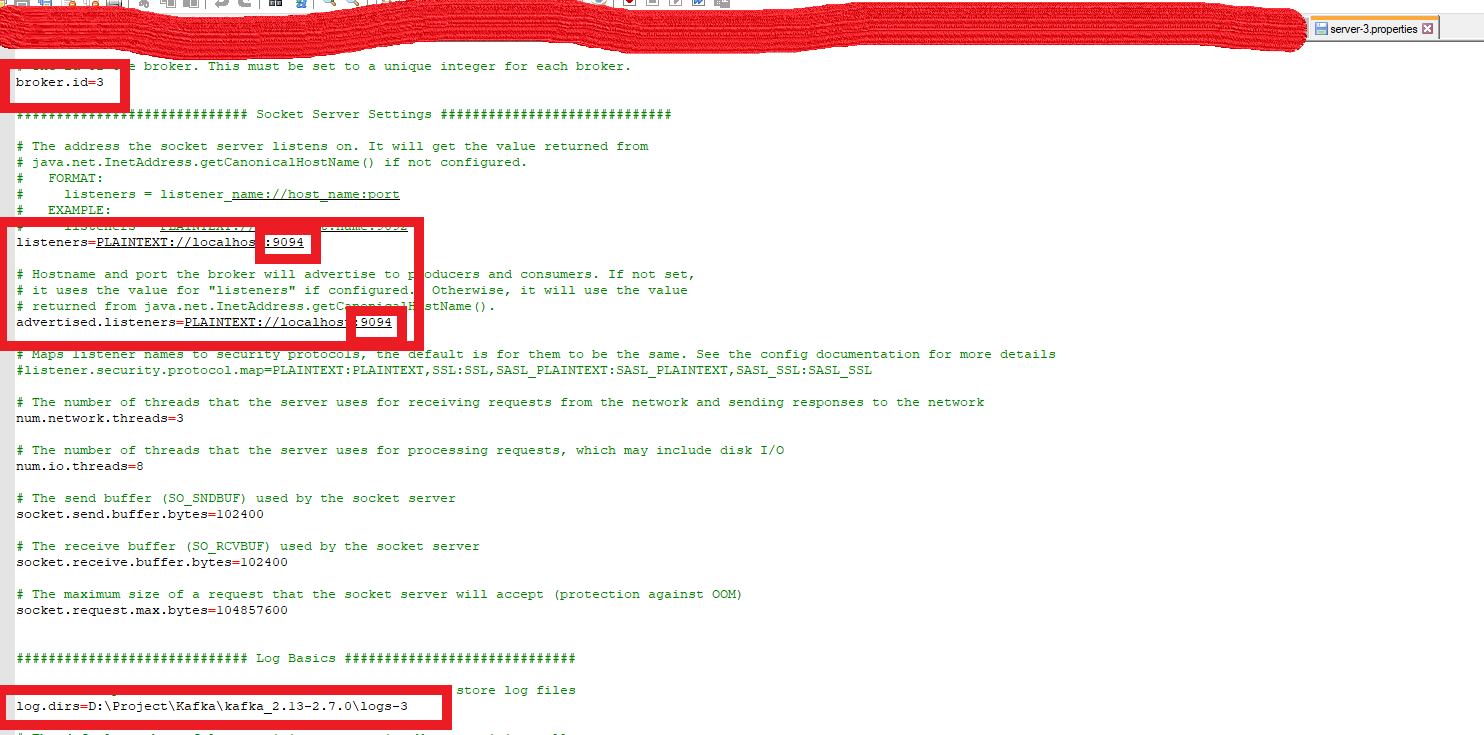 server-3.properties
broker. This must be set to a unique integer for each broker.
broker.id=3
############################# Socket Server Settings #############################
# The address the socket server listens on. It will get the value returned from
# java.net.InetAddress.getCanonicalHostName() if not configured.
#   FORMAT:
#     listeners = listener_name://host_name:port
#   EXAMPLE:
listeners=PLAINTEXT://localhost:9094
# Hostname and port the broker will advertise to producers and consumers. If not set,
# it uses the value for "listeners" if configured.  Otherwise, it will use the value
# returned from java.net.InetAddress.getCanonicalHostName().
advertised.listeners=PLAINTEXT://localhost:9094
# Maps listener names to security protocols, the default is for them to be the same. See the config documentation for more details
#listener.security.protocol.map=PLAINTEXT:PLAINTEXT,SSL:SSL,SASL_PLAINTEXT:SASL_PLAINTEXT,SASL_SSL:SASL_SSL
# The number of threads that the server uses for receiving requests from the network and sending responses to the network
num.network.threads=3
# The number of threads that the server uses for processing requests, which may include disk I/O
num.io.threads=8
# The send buffer (SO_SNDBUF) used by the socket server
socket.send.buffer.bytes=102400
# The receive buffer (SO_RCVBUF) used by the socket server
socket.receive.buffer.bytes=102400
# The maximum size of a request that the socket server will accept (protection against OOM)
socket.request.max.bytes=104857600
############################# Log Basics #############################
store log files
log.dirs=D:\Project\Kafka\kafka_2.13-2.7.0\logs-3